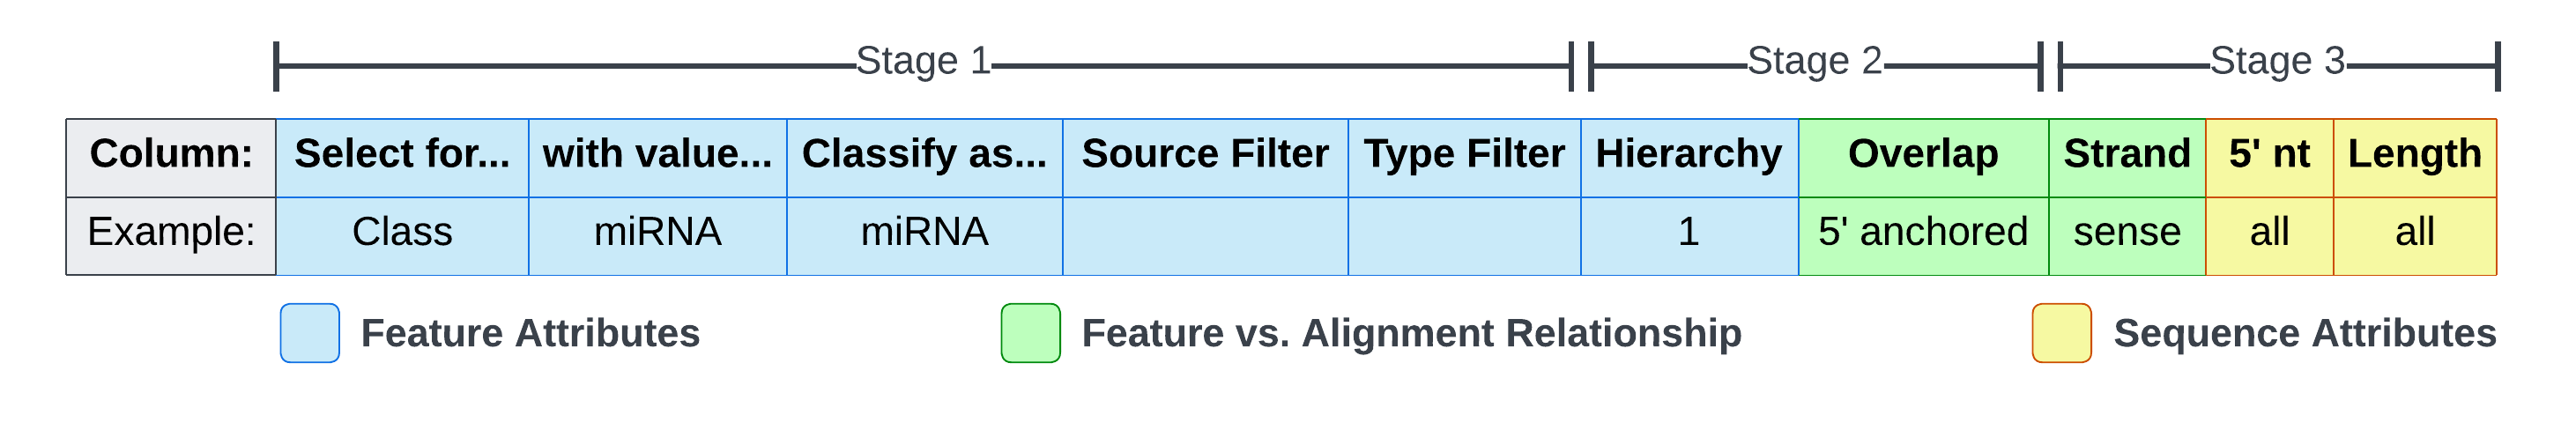 Stage 1 Stage 2 Stage 3
Column: Select for... with value... Classify as... Source Filter Type Filter Hierarchy Overlap Strand 5' nt Length
Example: Class miRNA miRNA 1 5' anchored sense all all
Feature Attributes Feature vs. Alignment Relationship Sequence Attributes